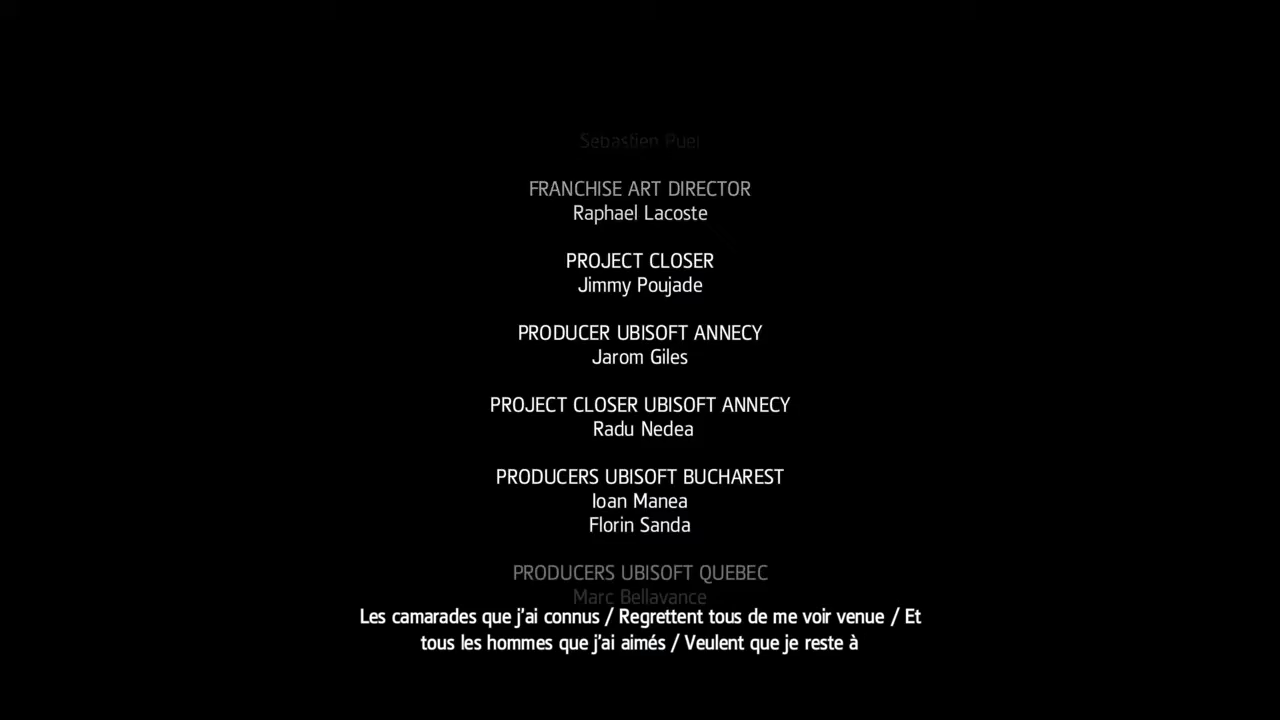 Sebastien Puel
FRANCHISE ART DIRECTOR
Raphael Lacoste
PROJECT CLOSER
Jimmy Poujade
PRODUCER UBISOFT ANNECY
Jarom Giles
PROJECT CLOSER UBISOFT ANNECY
Radu Nedea
PRODUCERS UBISOFT BUCHAREST
Ioan Manea
Florin Sanda
PRODUCERS UBISOFT QUEBEC
Marc Bellavance
Les camarades que j'ai connus / Regrettent tous de me voir venue / Et
tous les hommes que j'ai aimés / Veulent que je reste à